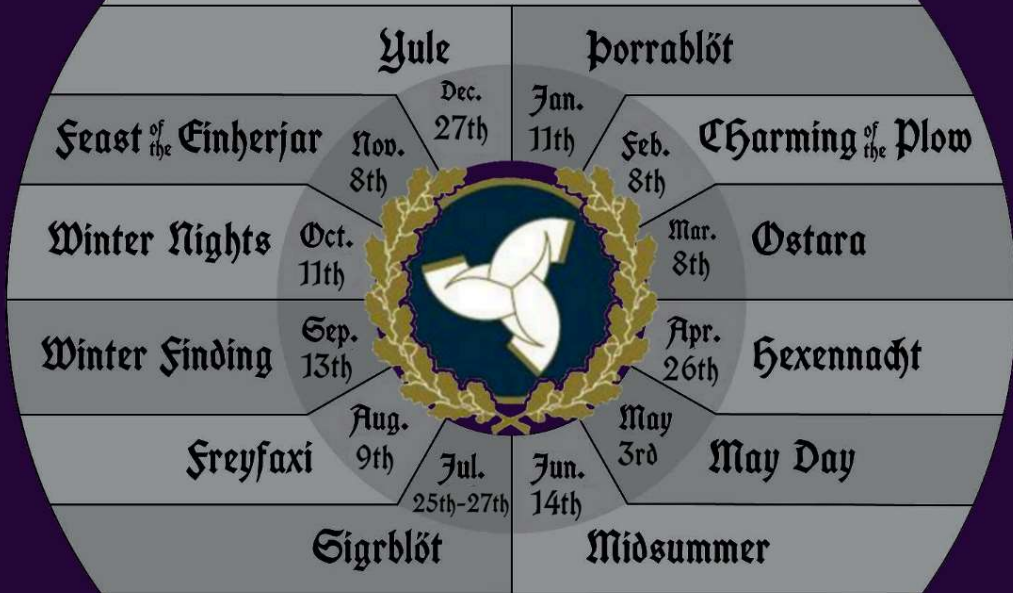 Yule
Dec.
27th
Þorrablöt
Jan.
11th
CHarming of the Plow
Feb.
8th
Ostara
Mar.
8th
Hexennacht
Apr.
26th
May Day
May
3rd
Midsummer
Jun.
14th
Sigrblöt
Jul.
25th-27th
Freyfaxi
Aug.
9th
Winter Finding
Sep.
13th
Winter Nights
Oct.
11th
Feast of the Einherjar
Nov.
8th